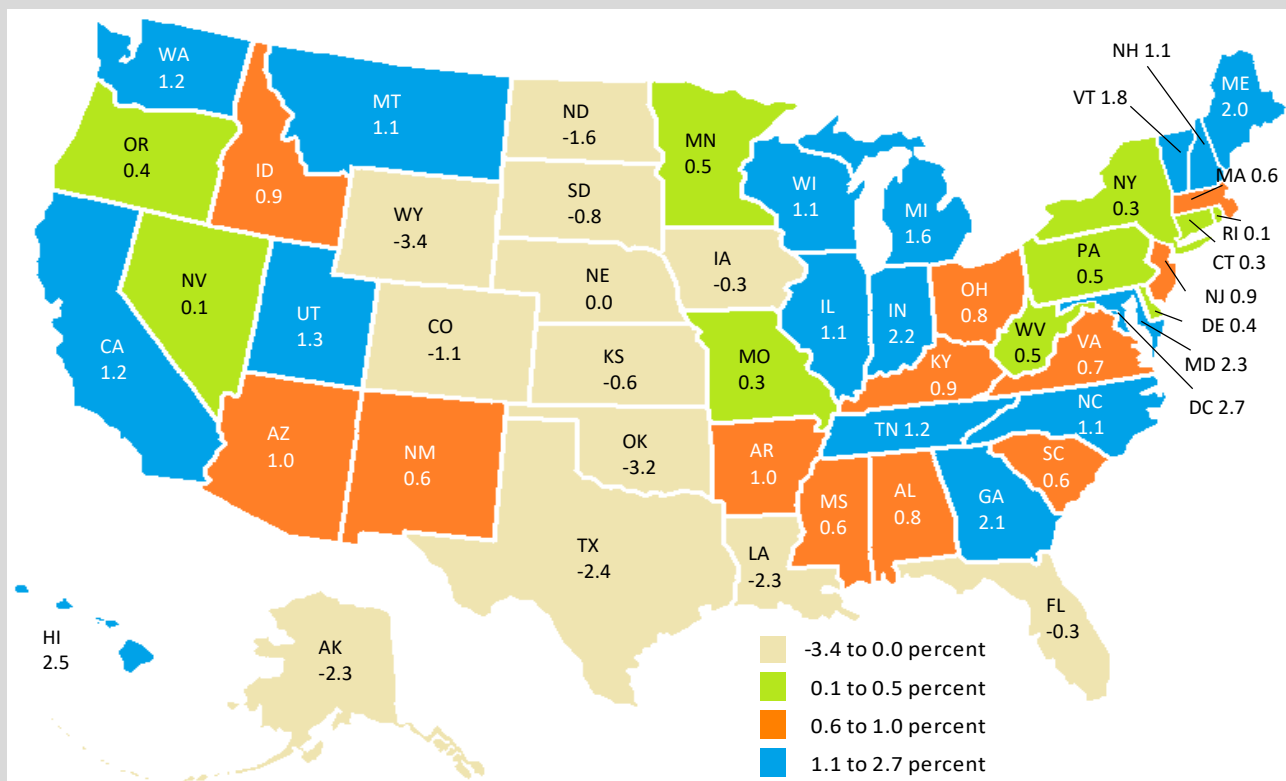 WA
1.2
MT
1.1
ND
-1.6
MN
0.5
NH 1.1
VT 1.8
ME
2.0
OR
0.4
ID
0.9
SD
-0.8
WI
1.1
MI
1.6
NY
0.3
MA 0.6
WY
-3.4
RI 0.1
CT 0.3
NJ 0.9
DE 0.4
MD 2.3
DC 2.7
NV
0.1
UT
1.3
CO
-1.1
NE
0.0
IA
-0.3
IL
1.1
IN
2.2
OH
0.8
PA
0.5
WV
0.5
VA
0.7
CA
1.2
KS
-0.6
MO
0.3
KY
0.9
NC
1.1
TN 1.2
AZ
1.0
NM
0.6
OK
-3.2
AR
1.0
SC
0.6
MS
0.6
AL
0.8
GA
2.1
TX
-2.4
LA
-2.3
FL
-0.3
HI
2.5
AK
-2.3
-3.4 to 0.0 percent
0.1 to 0.5 percent
0.6 to 1.0 percent
1.1 to 2.7 percent